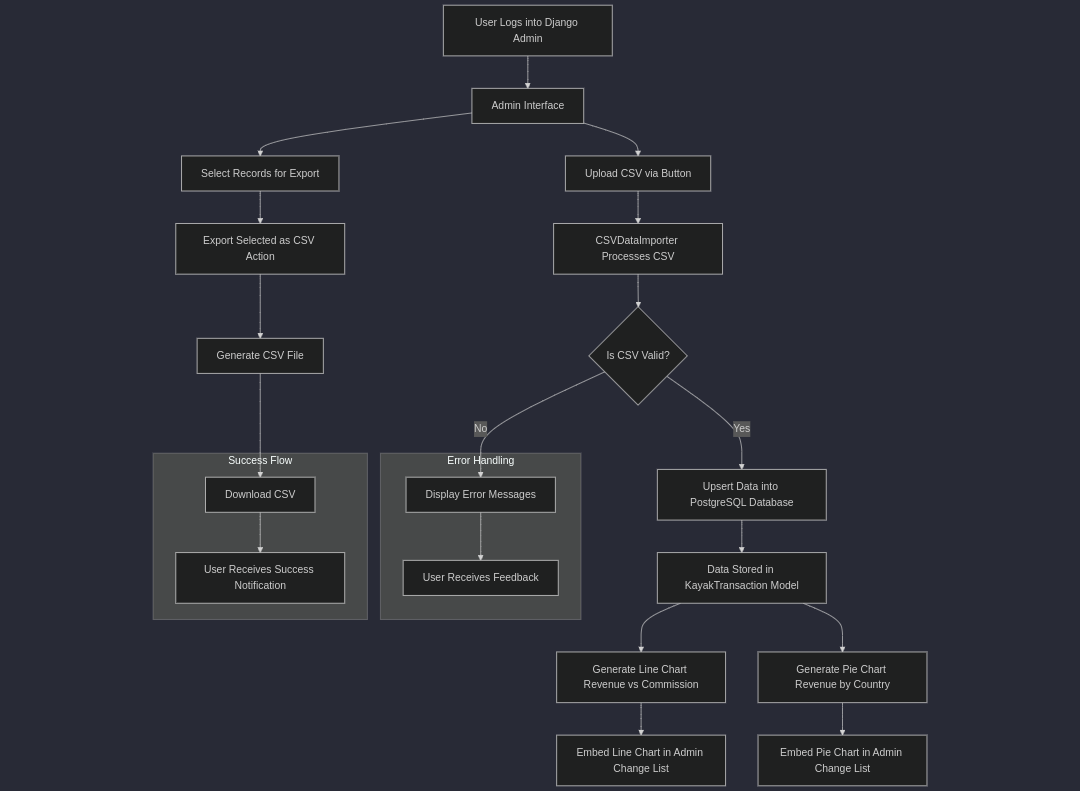 User Logs into Django
Admin
Admin Interface
Select Records for Export
Upload CSV via Button
Export Selected as CSV
Action
CSVDataImporter
Processes CSV
Generate CSV File
Is CSV Valid?
No
Yes
Success Flow
Error Handling
Download CSV
Display Error Messages
Upsert Data into
PostgreSQL Database
User Receives Success
Notification
User Receives Feedback
Data Stored in
KayakTransaction Model
Generate Line Chart
Revenue vs Commission
Generate Pie Chart
Revenue by Country
Embed Line Chart in Admin
Change List
Embed Pie Chart in Admin
Change List